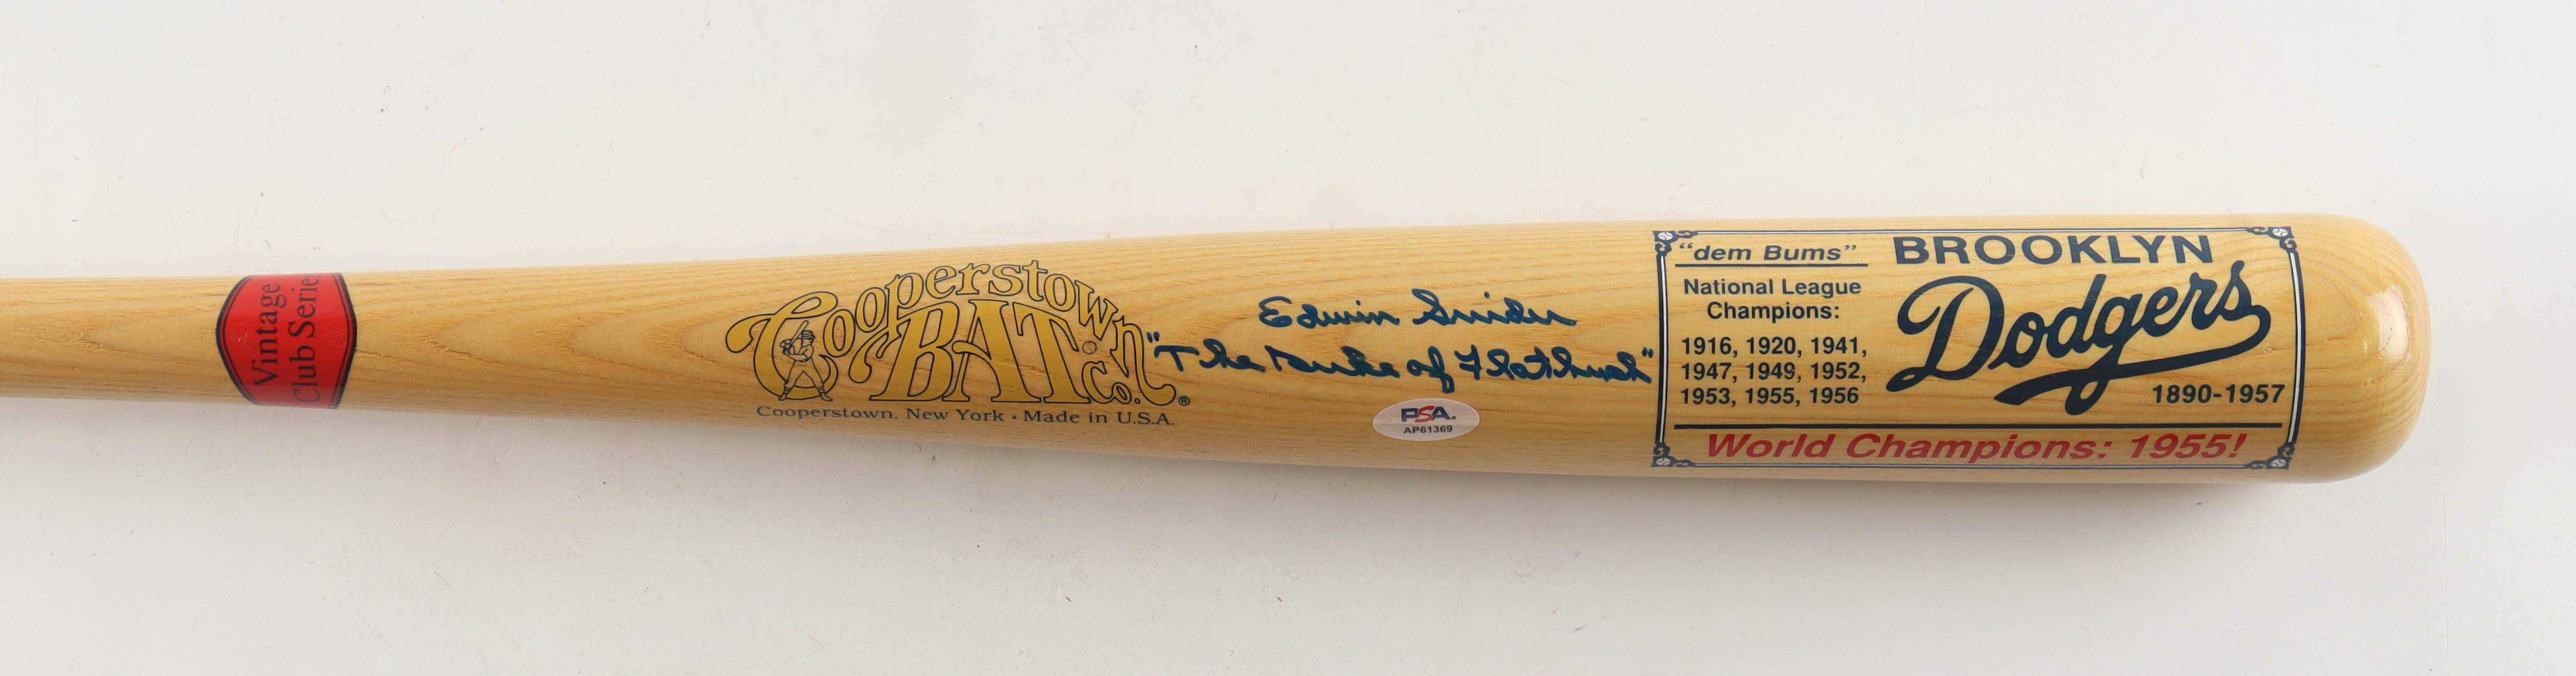 Vintage
Club Series
Cooperstown
BAT Co.®
Cooperstown. New York • Made in U.S.A.
Edwin Snider
"The Duke of Flatbush"
PSA
AP61369
"dem Bums"
National League
Champions:
1916, 1920, 1941,
1947, 1949, 1952,
1953, 1955, 1956
BROOKLYN
Dodgers
1890-1957
World Champions: 1955!